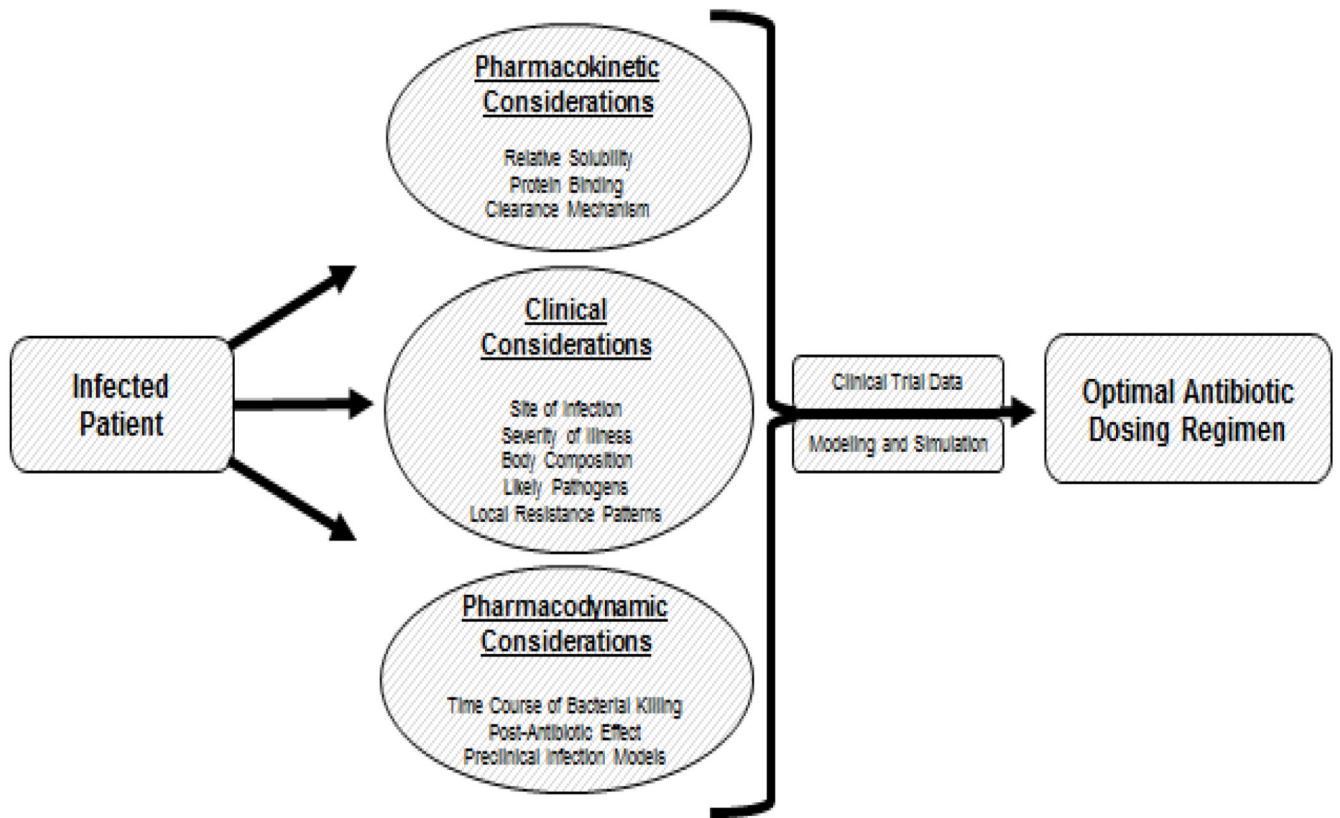 Infected
Patient
Pharmacokinetic
Considerations
Relative Solubility
Protein Binding
Clearance Mechanism
Clinical
Considerations
Site of Infection
Severity of Illness
Body Composition
Likely Pathogens
Local Resistance Patterns
Pharmacodynamic
Considerations
Time Course of Bacterial Killing
Post-Antibiotic Effect
Preclinical Infection Models
Clinical Trial Data
Modeling and Simulation
Optimal Antibiotic
Dosing Regimen